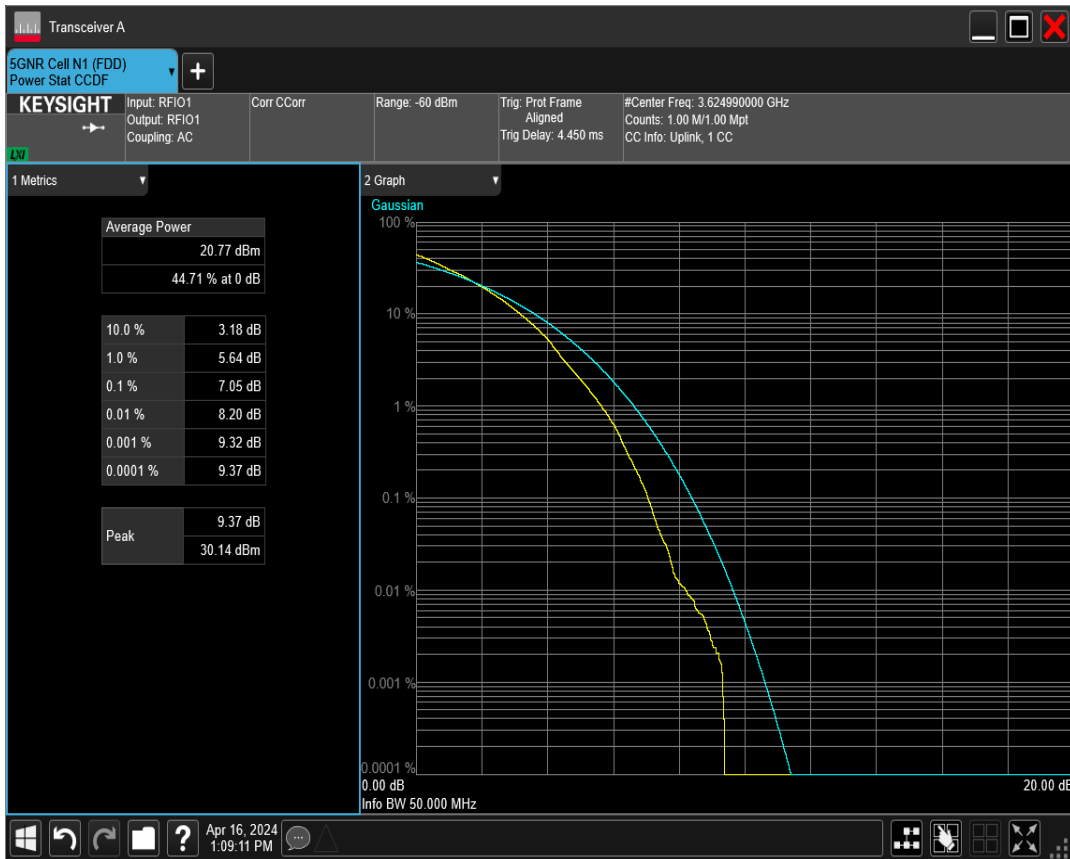 Transceiver A
5GNR Cell N1 (FDD)
Power Stat CCDF
+
KEYSIGHT
LXI
Input: RFIO1
Output: RFIO1
Coupling: AC
Corr CCorr
Range: -60 dBm
Trig: Prot Frame
Aligned
Trig Delay: 4.450 ms
#Center Freq: 3.624990000 GHz
Counts: 1.00 M/1.00 Mpt
CC Info: Uplink, 1 CC
1 Metrics
Average Power
20.77 dBm
44.71 % at 0 dB
10.0 % 3.18 dB
1.0 % 5.64 dB
0.1 % 7.05 dB
0.01 % 8.20 dB
0.001 % 9.32 dB
0.0001 % 9.37 dB
Peak
9.37 dB
30.14 dBm
2 Graph
Gaussian
100 %
10 %
1 %
0.1 %
0.01 %
0.001 %
0.0001 %
0.00 dB 20.00 dB
Info BW 50.000 MHz
?
Apr 16, 2024
1:09:11 PM